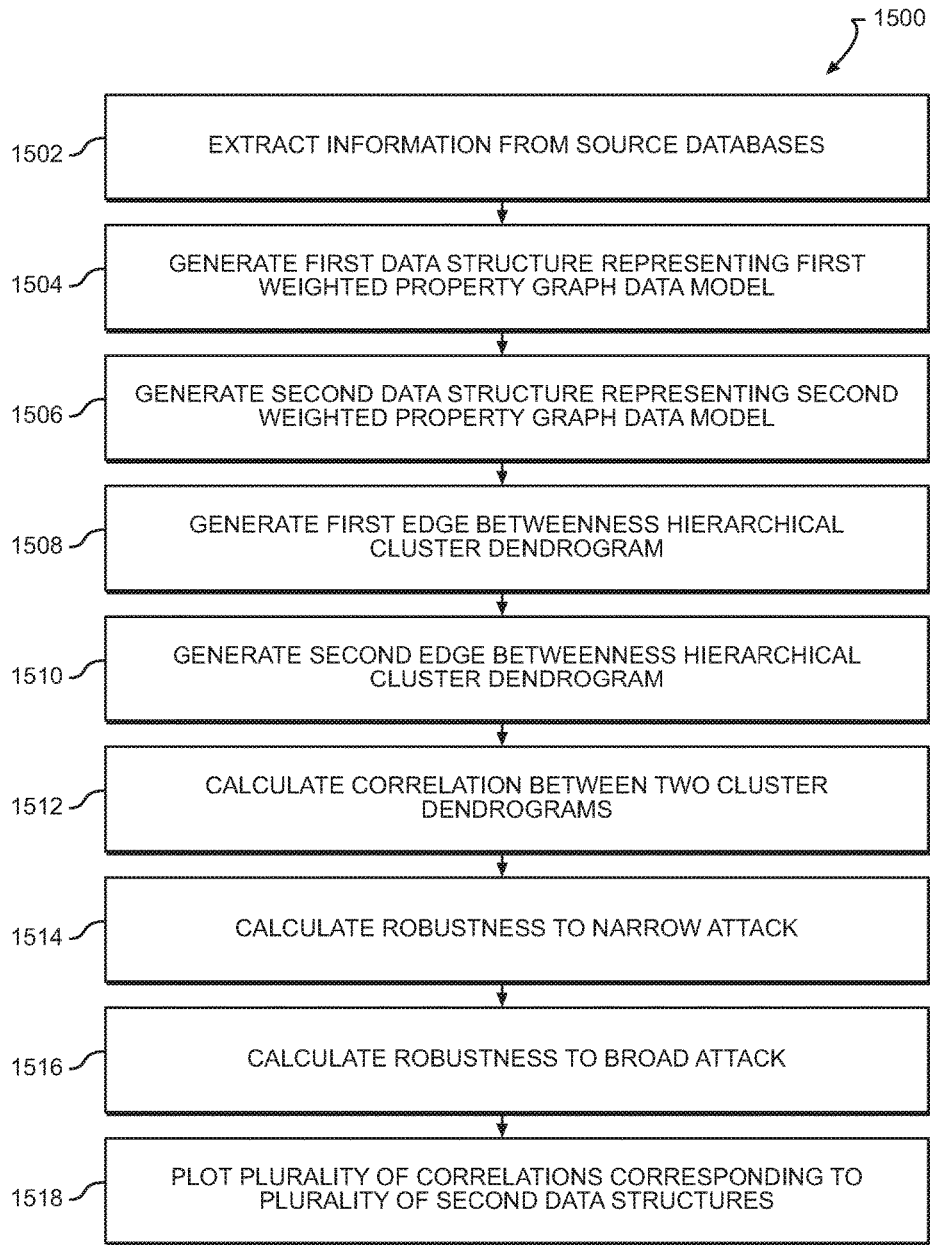 1500
1502
EXTRACT INFORMATION FROM SOURCE DATABASES
1504
GENERATE FIRST DATA STRUCTURE REPRESENTING FIRST
WEIGHTED PROPERTY GRAPH DATA MODEL
1506
GENERATE SECOND DATA STRUCTURE REPRESENTING SECOND
WEIGHTED PROPERTY GRAPH DATA MODEL
1508
GENERATE FIRST EDGE BETWEENNESS HIERARCHICAL
CLUSTER DENDROGRAM
1510
GENERATE SECOND EDGE BETWEENNESS HIERARCHICAL
CLUSTER DENDROGRAM
1512
CALCULATE CORRELATION BETWEEN TWO CLUSTER
DENDROGRAMS
1514
CALCULATE ROBUSTNESS TO NARROW ATTACK
1516
CALCULATE ROBUSTNESS TO BROAD ATTACK
1518
PLOT PLURALITY OF CORRELATIONS CORRESPONDING TO
PLURALITY OF SECOND DATA STRUCTURES